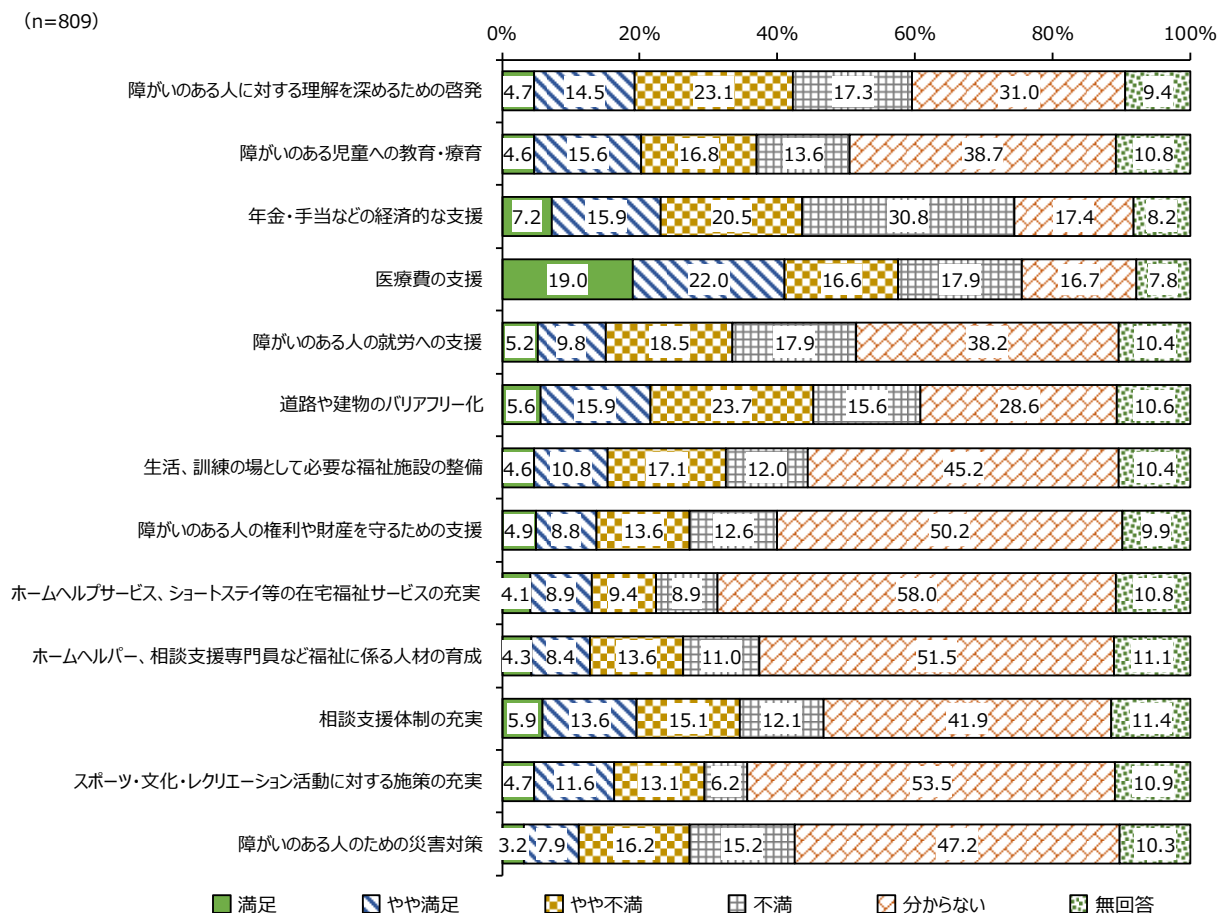 (n=809)
0% 20% 40% 60% 80% 100%
障がいのある人に対する理解を深めるための啓発 4.7 14.5 23.1 17.3 31.0 9.4
障がいのある児童への教育・療育 4.6 15.6 16.8 13.6 38.7 10.8
年金・手当などの経済的な支援 7.2 15.9 20.5 30.8 17.4 8.2
医療費の支援 19.0 22.0 16.6 17.9 16.7 7.8
障がいのある人の就労への支援 5.2 9.8 18.5 17.9 38.2 10.4
道路や建物のバリアフリー化 5.6 15.9 23.7 15.6 28.6 10.6
生活、訓練の場として必要な福祉施設の整備 4.6 10.8 17.1 12.0 45.2 10.4
障がいのある人の権利や財産を守るための支援 4.9 8.8 13.6 12.6 50.2 9.9
ホームヘルプサービス、ショートステイ等の在宅福祉サービスの充実 4.1 8.9 9.4 8.9 58.0 10.8
ホームヘルパー、相談支援専門員など福祉に係る人材の育成 4.3 8.4 13.6 11.0 51.5 11.1
相談支援体制の充実 5.9 13.6 15.1 12.1 41.9 11.4
スポーツ・文化・レクリエーション活動に対する施策の充実 4.7 11.6 13.1 6.2 53.5 10.9
障がいのある人のための災害対策 3.2 7.9 16.2 15.2 47.2 10.3
満足 やや満足 やや不満 不満 分からない 無回答